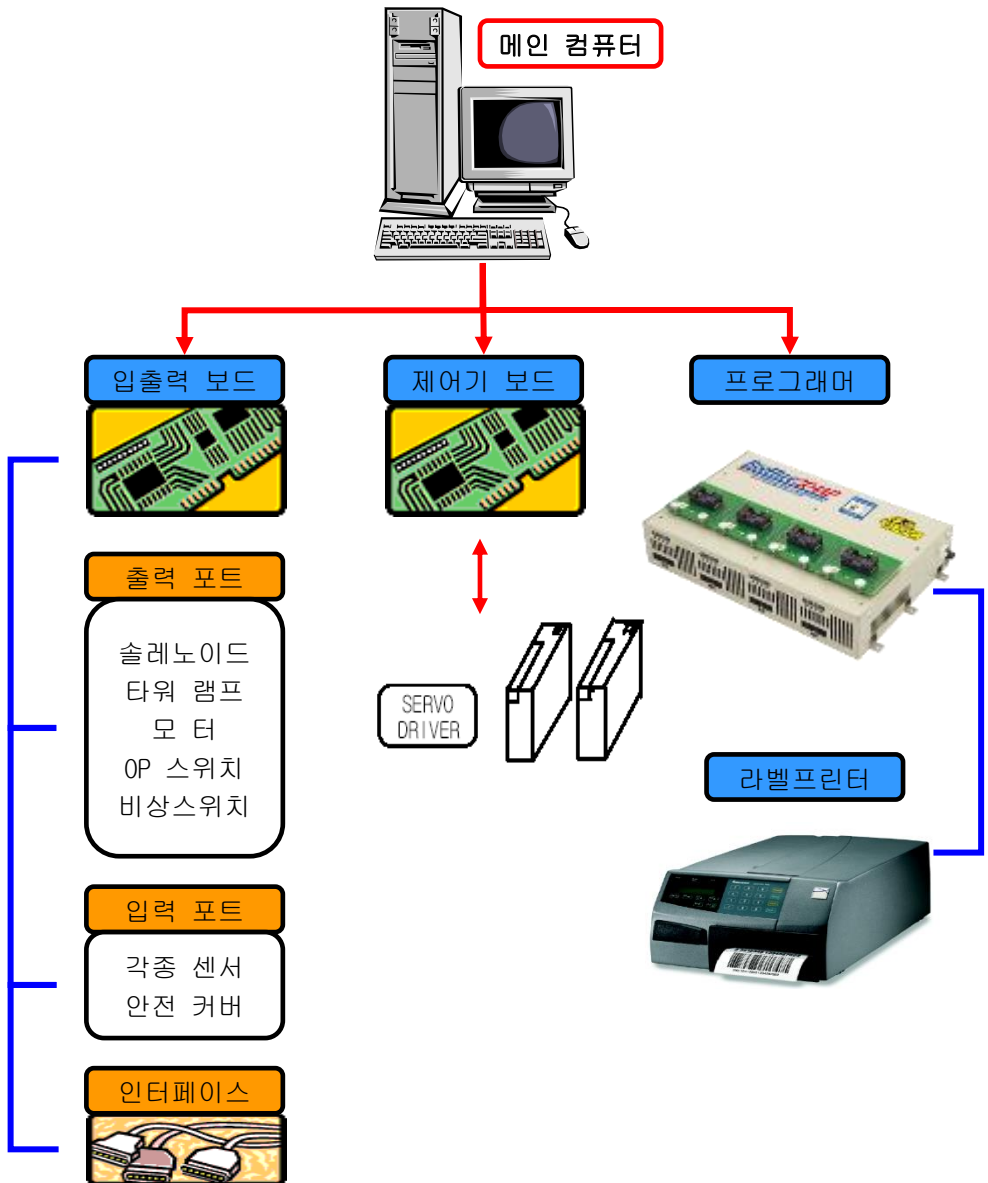 메인 컴퓨터
입출력 보드
제어기 보드
프로그래머
출력 포트
솔레노이드
타워 램프
모 터
OP 스위치
비상스위치
SERVO
DRIVER
라벨프린터
입력 포트
각종 센서
안전 커버
인터페이스